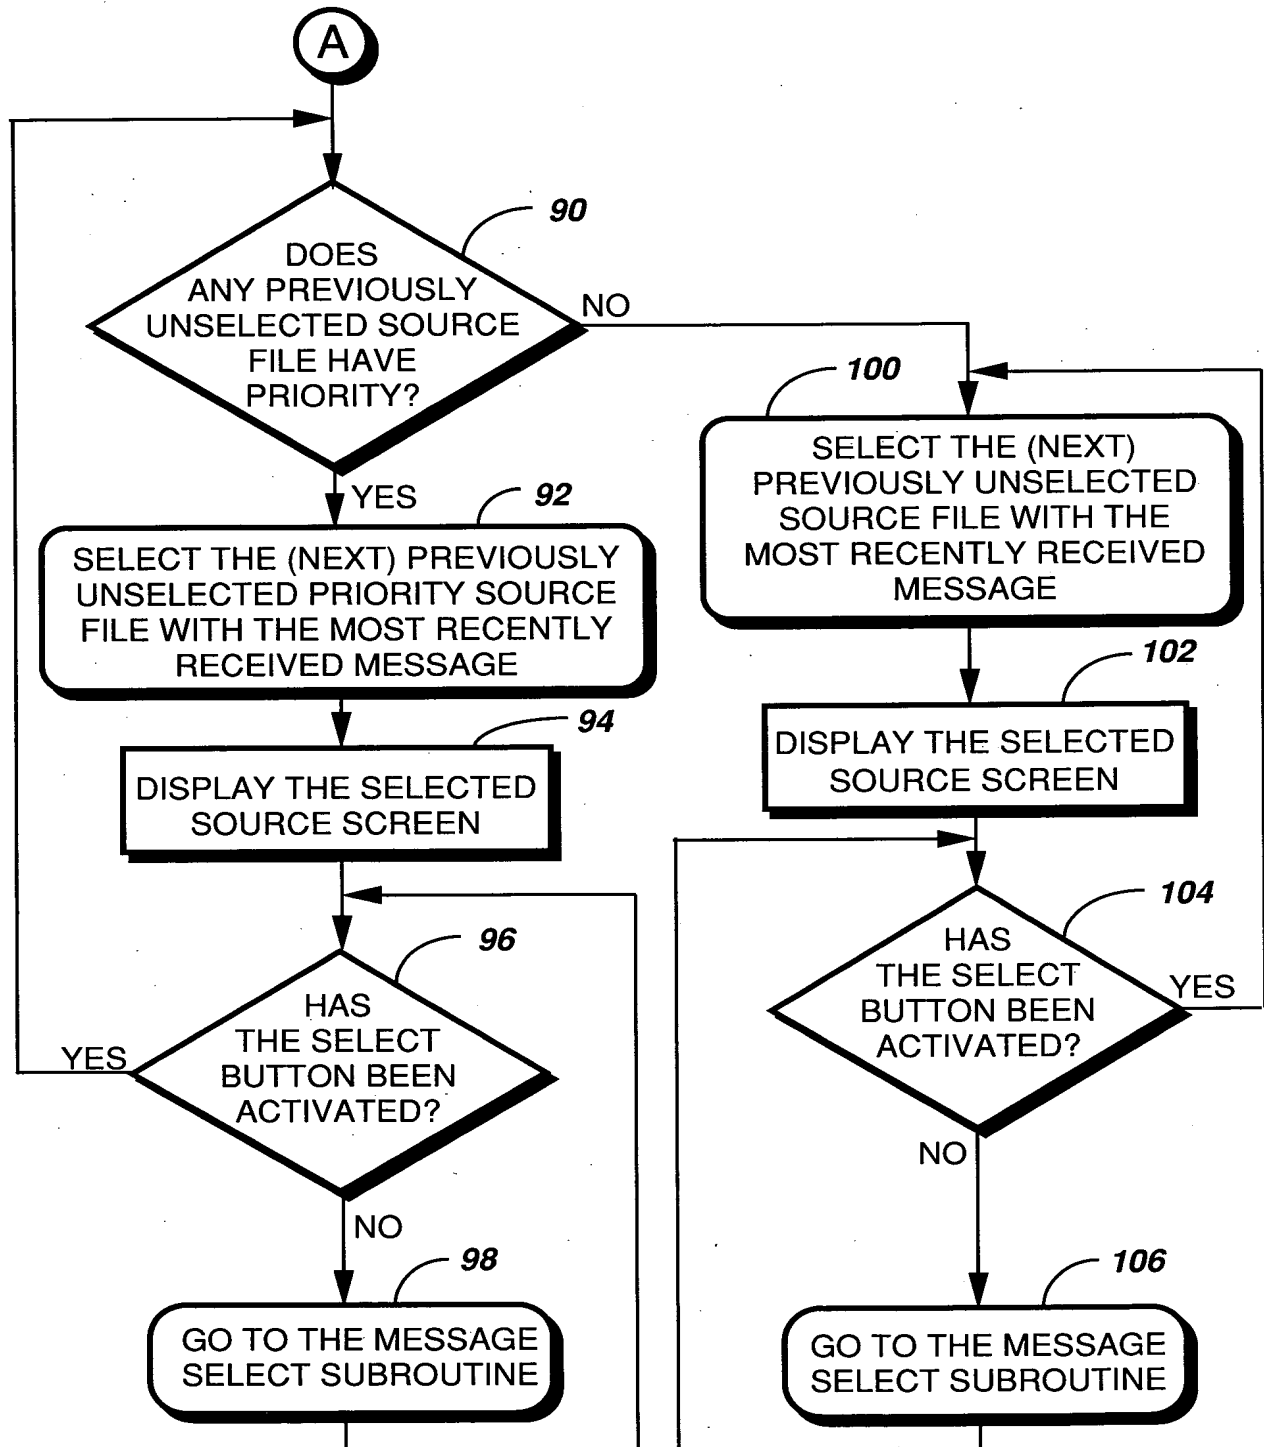 A
90
DOES
ANY PREVIOUSLY
UNSELECTED SOURCE
FILE HAVE
PRIORITY?
NO
YES
92
SELECT THE (NEXT) PREVIOUSLY
UNSELECTED PRIORITY SOURCE
FILE WITH THE MOST RECENTLY
RECEIVED MESSAGE
94
DISPLAY THE SELECTED
SOURCE SCREEN
96
HAS
THE SELECT
BUTTON BEEN
ACTIVATED?
YES
NO
98
GO TO THE MESSAGE
SELECT SUBROUTINE
100
SELECT THE (NEXT)
PREVIOUSLY UNSELECTED
SOURCE FILE WITH THE
MOST RECENTLY RECEIVED
MESSAGE
102
DISPLAY THE SELECTED
SOURCE SCREEN
104
HAS
THE SELECT
BUTTON BEEN
ACTIVATED?
YES
NO
106
GO TO THE MESSAGE
SELECT SUBROUTINE